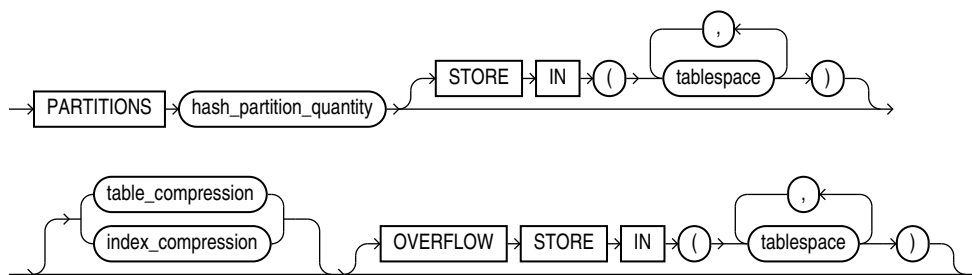 ,
STORE IN ( tablespace )
PARTITIONS hash_partition_quantity
table_compression
,
index_compression
OVERFLOW STORE IN ( tablespace )